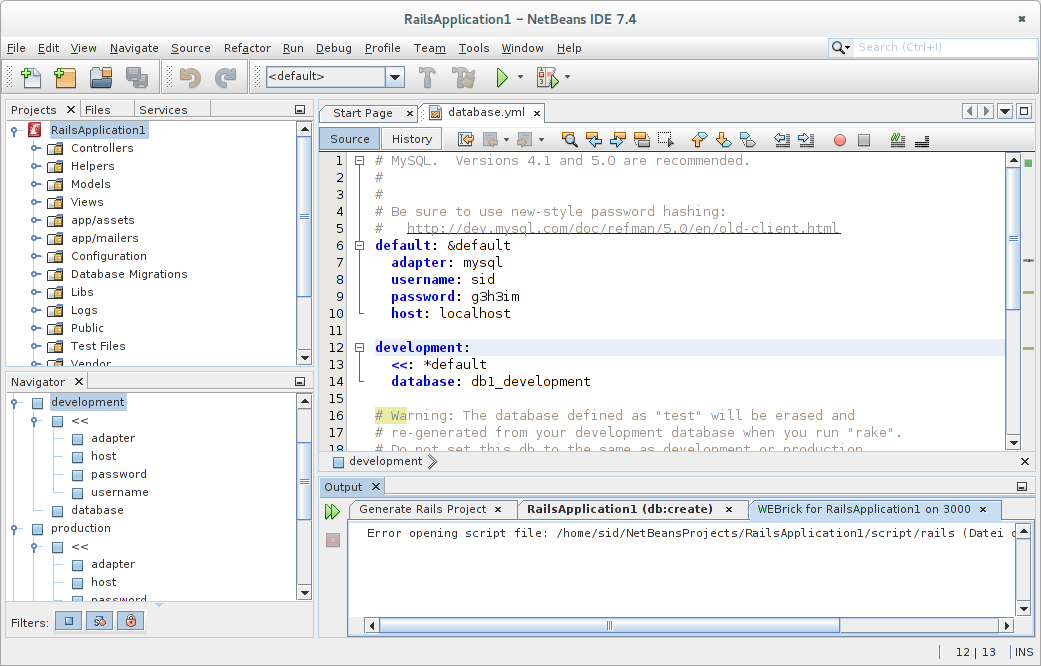 RailsApplication1 – NetBeans IDE 7.4
File Edit View Navigate Source Refactor Run Debug Profile Team Tools Window Help
Search (Ctrl+I)
<default>
Projects
Files
Services
RailsApplication1
Controllers
Helpers
Models
Views
app/assets
app/mailers
Configuration
Database Migrations
Libs
Logs
Public
Test Files
Vendor
Navigator
development
<<
adapter
host
password
username
database
production
<<
adapter
host
password
Filters:
Start Page
database.yml
Source
History
1 # MySQL.  Versions 4.1 and 5.0 are recommended.
2 #
3 #
4 # Be sure to use new-style password hashing:
5 #   http://dev.mysql.com/doc/refman/5.0/en/old-client.html
6 default: &default
7   adapter: mysql
8   username: sid
9   password: g3h3im
10   host: localhost
11
12 development:
13   <<: *default
14   database: db1_development
15
16 # Warning: The database defined as "test" will be erased and
17 # re-generated from your development database when you run "rake".
18 # Do not set this db to the same as development or production
development
Output
Generate Rails Project
RailsApplication1 (db:create)
WEBrick for RailsApplication1 on 3000
Error opening script file: /home/sid/NetBeansProjects/RailsApplication1/script/rails (Datei
12 | 13
INS